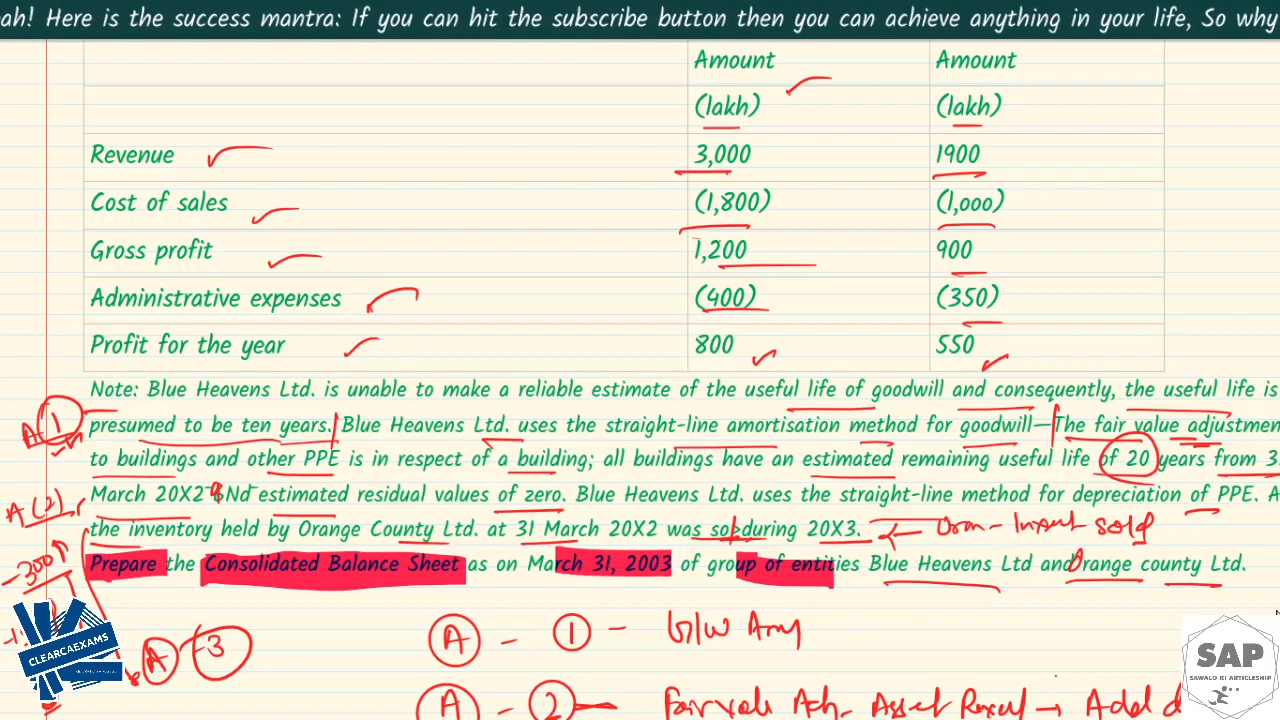 ah! Here is the success mantra: If you can hit the subscribe button then you can achieve anything in your life, So why
Amount Amount
(lakh) (lakh)
Revenue 3,000 1900
Cost of sales (1,800) (1,000)
Gross profit 1,200 900
Administrative expenses (400) (350)
Profit for the year 800 550
Note: Blue Heavens Ltd. is unable to make a reliable estimate of the useful life of goodwill and consequently, the useful life is
presumed to be ten years. Blue Heavens Ltd. uses the straight-line amortisation method for goodwill—The fair value adjustmen
A-1
to buildings and other PPE is in respect of a building; all buildings have an estimated remaining useful life of 20 years from 3
March 20X2 Nd estimated residual values of zero. Blue Heavens Ltd. uses the straight-line method for depreciation of PPE. A
A (2)
the inventory held by Orange County Ltd. at 31 March 20X2 was sold during 20X3.
sold
Prepare the Consolidated Balance Sheet as on March 31, 2003 of group of entities Blue Heavens Ltd and Orange county Ltd.
-300
A - 1 - G/W Amj
A - 3
CLEARCAEXAMS
SAP
SAWALO KI ARTICLESHIP
A - 2 Asset Add